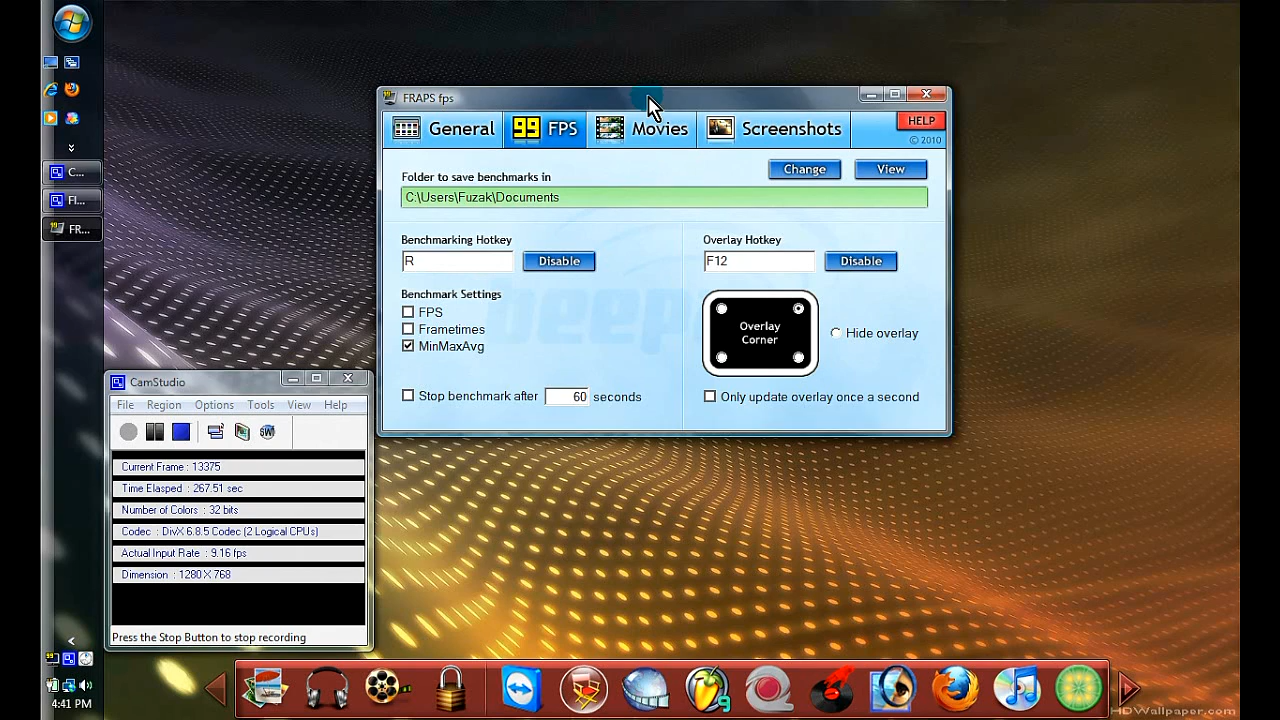 FRAPS fps
General
99 FPS
Movies
Screenshots
HELP
© 2010
Folder to save benchmarks in
Change
View
C:\Users\Fuzak\Documents
Benchmarking Hotkey
R
Disable
Overlay Hotkey
F12
Disable
Benchmark Settings
FPS
Frametimes
MinMaxAvg
Overlay
Corner
Hide overlay
Stop benchmark after 60 seconds
Only update overlay once a second
C...
Fl...
FR...
CamStudio
File Region Options Tools View Help
Current Frame : 13375
Time Elasped : 267.51 sec
Number of Colors : 32 bits
Codec : DivX 6.8.5 Codec (2 Logical CPUs)
Actual Input Rate : 9.16 fps
Dimension : 1280 X 768
Press the Stop Button to stop recording
4:41 PM
HDWallpaper.com